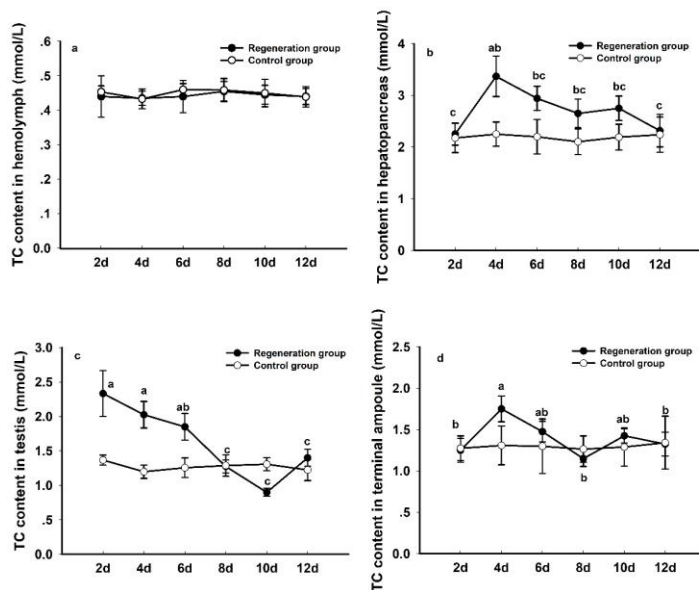 a
Regeneration group
Control group
TC content in hemolymph (mmol/L)
.6
.5
.4
.3
.2
.1
0.0
2d 4d 6d 8d 10d 12d
b
Regeneration group
Control group
TC content in hepatopancreas (mmol/L)
4
3
2
1
0
c ab bc bc bc c
2d 4d 6d 8d 10d 12d
c
Regeneration group
Control group
TC content in testis (mmol/L)
3.0
2.5
2.0
1.5
1.0
.5
0.0
a a ab c c c
2d 4d 6d 8d 10d 12d
d
Regeneration group
Control group
TC content in terminal ampoule (mmol/L)
2.5
2.0
1.5
1.0
.5
0.0
b a ab b ab b
2d 4d 6d 8d 10d 12d